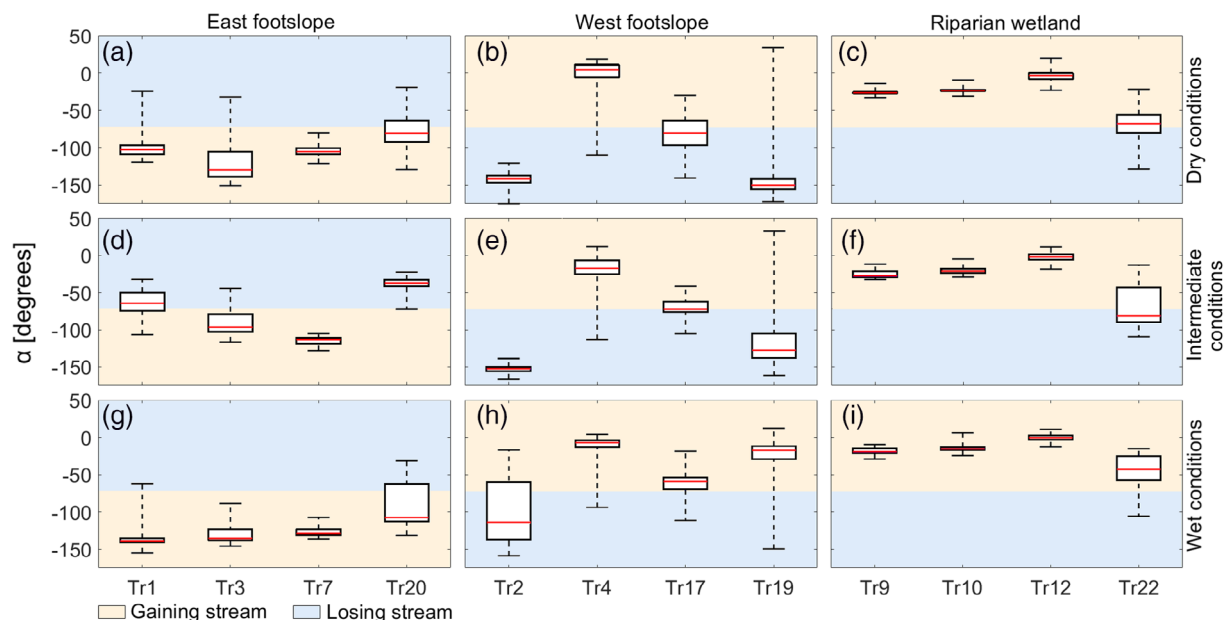 East footslope
West footslope
Riparian wetland
(a)
(b)
(c)
50
0
-50
-100
-150
Dry conditions
(d)
(e)
(f)
50
0
-50
-100
-150
Intermediate
conditions
α [degrees]
(g)
(h)
(i)
50
0
-50
-100
-150
Wet conditions
Tr1 Tr3 Tr7 Tr20
Tr2 Tr4 Tr17 Tr19
Tr9 Tr10 Tr12 Tr22
Gaining stream
Losing stream